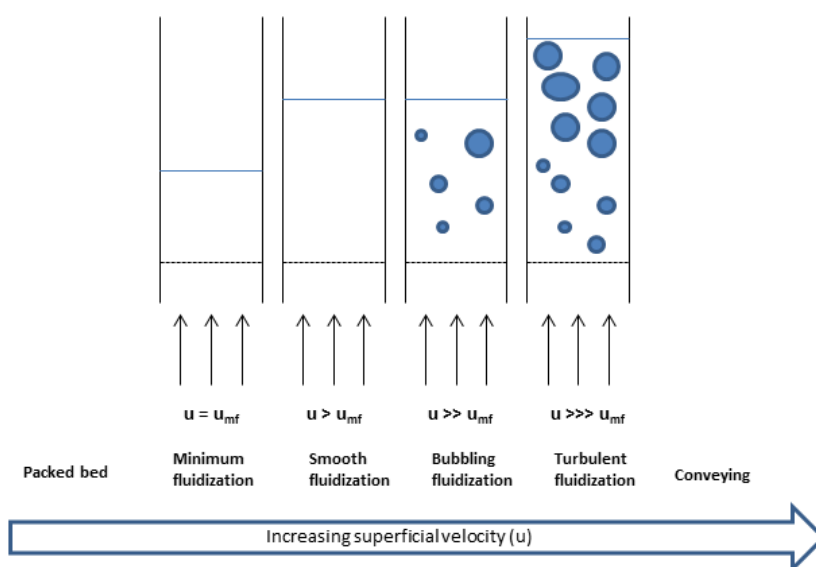 u = umf
u > umf
u >> umf
u >>> umf
Packed bed
Minimum
fluidization
Smooth
fluidization
Bubbling
fluidization
Turbulent
fluidization
Conveying
Increasing superficial velocity (u)